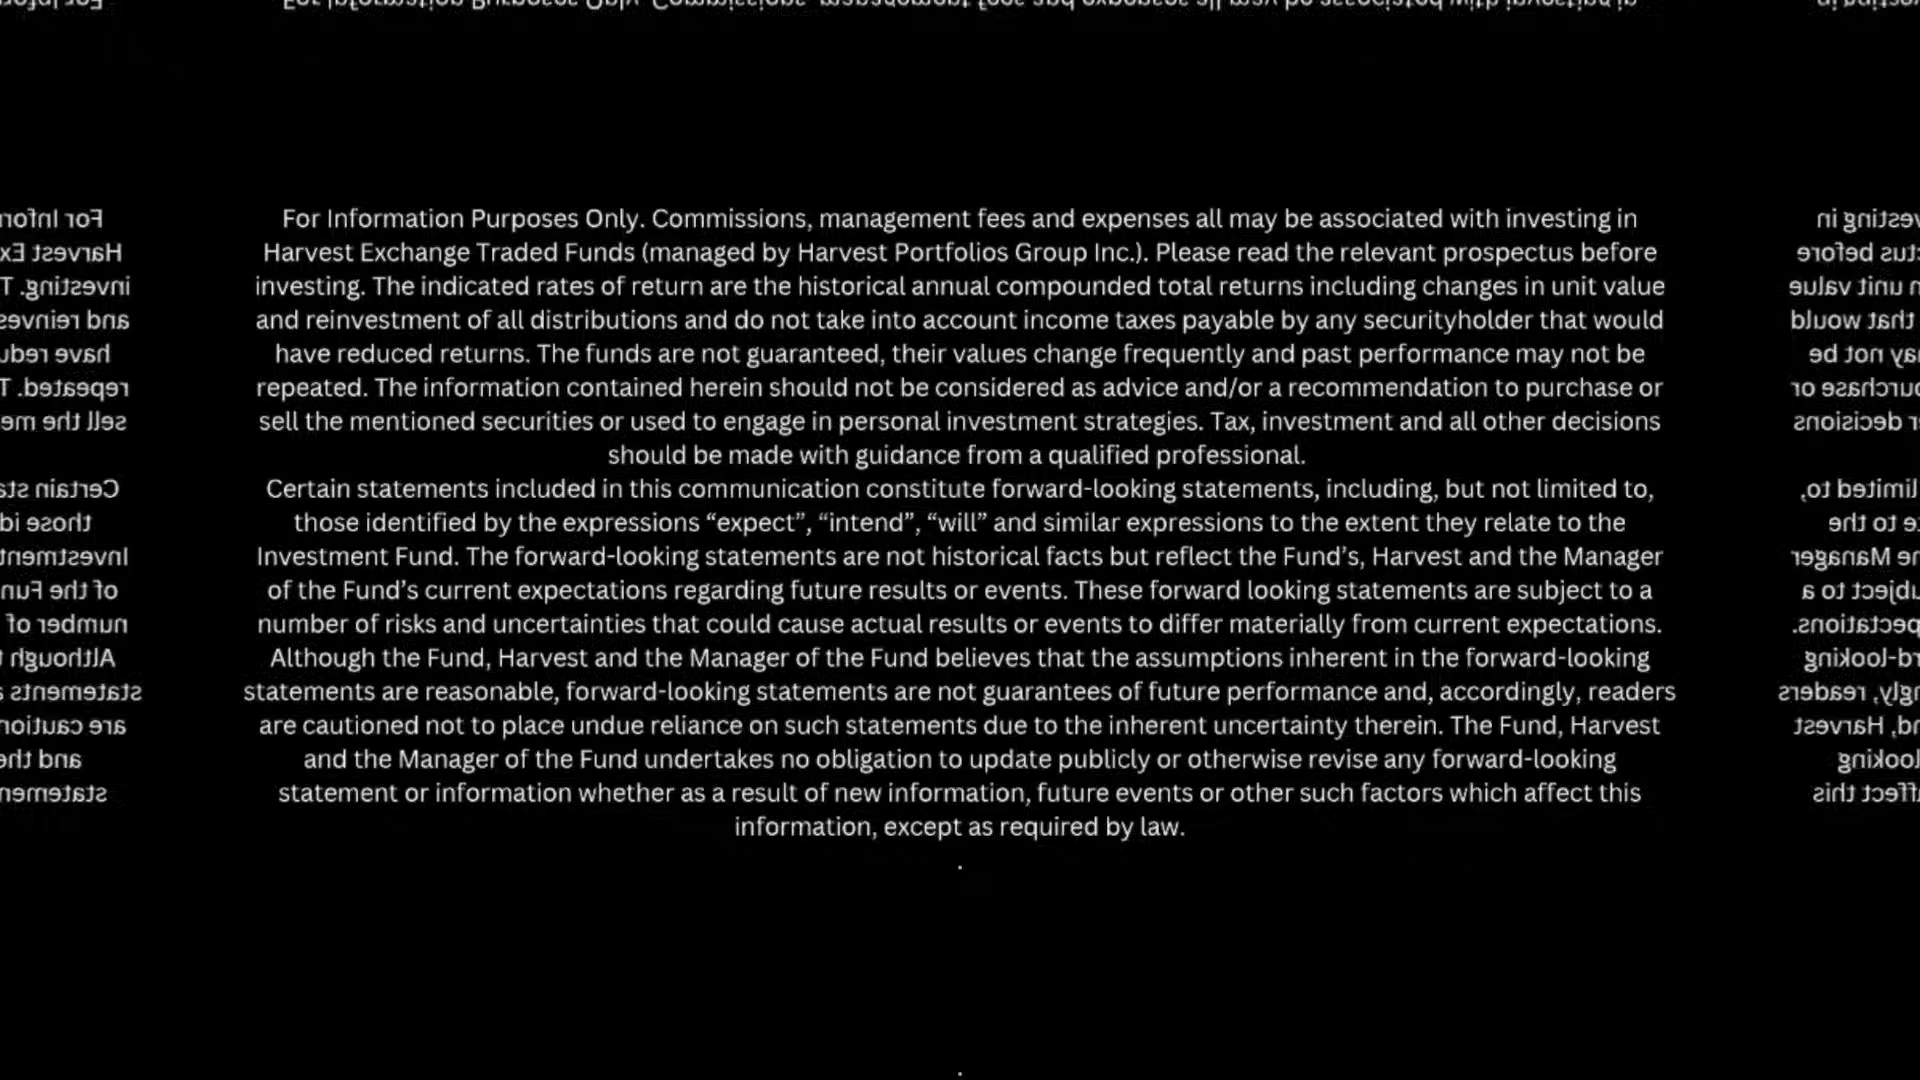 For Information Purposes Only. Commissions, management fees and expenses all may be associated with investing in
Harvest Exchange Traded Funds (managed by Harvest Portfolios Group Inc.). Please read the relevant prospectus before
investing. The indicated rates of return are the historical annual compounded total returns including changes in unit value
and reinvestment of all distributions and do not take into account income taxes payable by any securityholder that would
have reduced returns. The funds are not guaranteed, their values change frequently and past performance may not be
repeated. The information contained herein should not be considered as advice and/or a recommendation to purchase or
sell the mentioned securities or used to engage in personal investment strategies. Tax, investment and all other decisions
should be made with guidance from a qualified professional.
Certain statements included in this communication constitute forward-looking statements, including, but not limited to,
those identified by the expressions “expect”, “intend”, “will” and similar expressions to the extent they relate to the
Investment Fund. The forward-looking statements are not historical facts but reflect the Fund’s, Harvest and the Manager
of the Fund’s current expectations regarding future results or events. These forward looking statements are subject to a
number of risks and uncertainties that could cause actual results or events to differ materially from current expectations.
Although the Fund, Harvest and the Manager of the Fund believes that the assumptions inherent in the forward-looking
statements are reasonable, forward-looking statements are not guarantees of future performance and, accordingly, readers
are cautioned not to place undue reliance on such statements due to the inherent uncertainty therein. The Fund, Harvest
and the Manager of the Fund undertakes no obligation to update publicly or otherwise revise any forward-looking
statement or information whether as a result of new information, future events or other such factors which affect this
information, except as required by law.
.